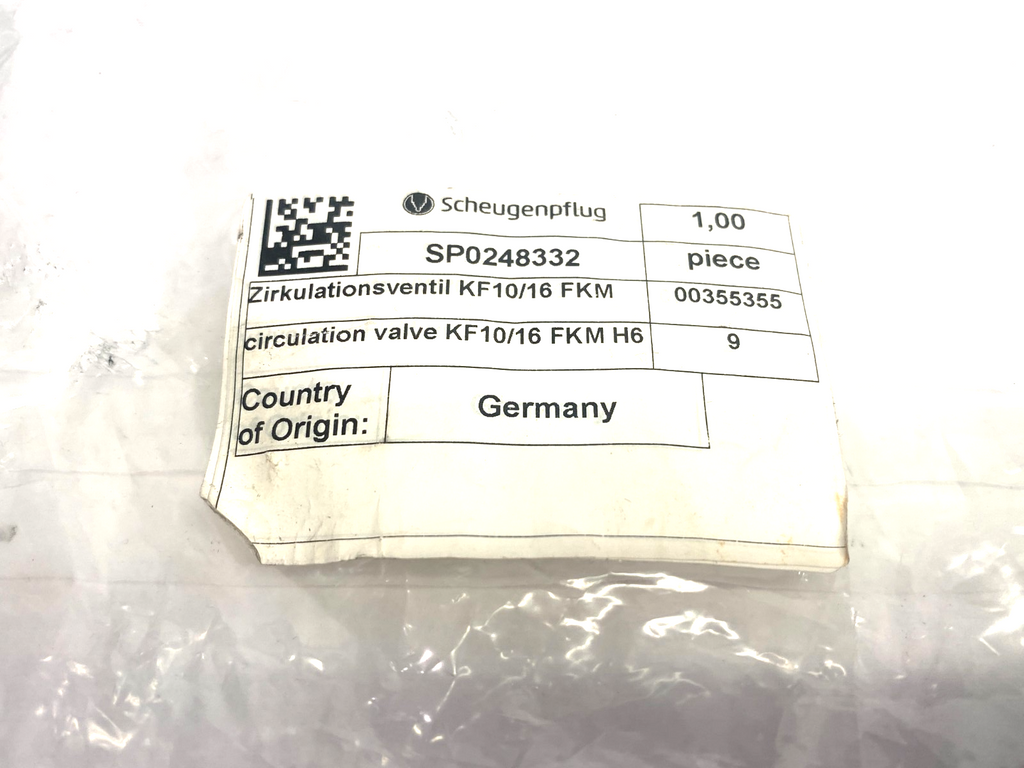 Scheugenpflug
1,00
SP0248332
piece
Zirkulationsventil KF10/16 FKM
00355355
circulation valve KF10/16 FKM H6
9
Country
of Origin:
Germany